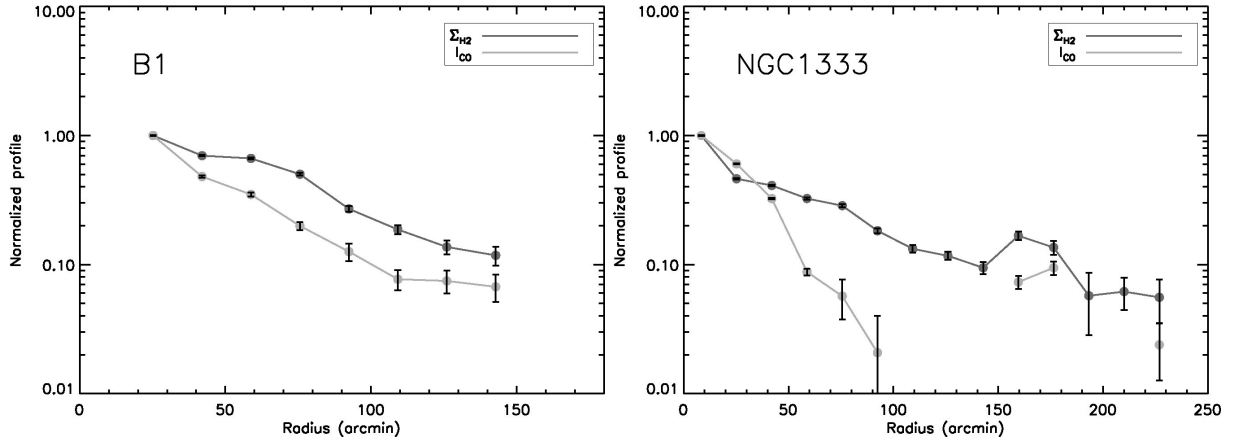 10.00
1.00
0.10
0.01
Normalized profile
B1
Σ_H2
I_CO
0
50
100
150
Radius (arcmin)
10.00
1.00
0.10
0.01
Normalized profile
NGC1333
Σ_H2
I_CO
0
50
100
150
200
250
Radius (arcmin)